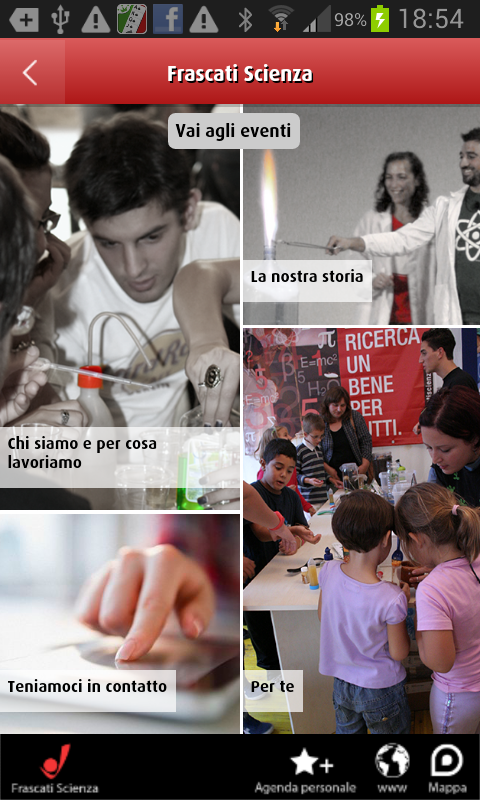 98% 18:54
Frascati Scienza
Vai agli eventi
La nostra storia
π
E=mc²
RICERCA
UN
BENE
PER
Chi siamo e per cosa
lavoriamo
Teniamoci in contatto
Per te
Frascati Scienza
Agenda personale
www
Mappa